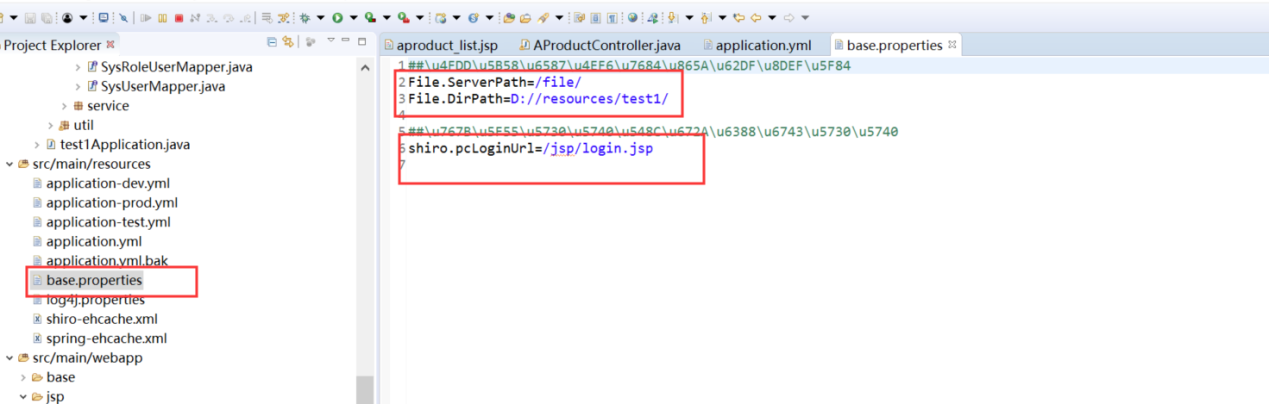 Project Explorer
SysRoleUserMapper.java
SysUserMapper.java
service
util
test1Application.java
src/main/resources
application-dev.yml
application-prod.yml
application-test.yml
application.yml
application.yml.bak
base.properties
log4j.properties
shiro-ehcache.xml
spring-ehcache.xml
src/main/webapp
base
jsp
aproduct_list.jsp AProductController.java application.yml base.properties
1 ##\u4FDD\u5B58\u6587\u4EF6\u7684\u865A\u62DF\u8DEF\u5F84
2 File.ServerPath=/file/
3 File.DirPath=D://resources/test1/
4
5 ##\u767B\u5F55\u5730\u5740\u548C\u672A\u6388\u6743\u5730\u5740
6 shiro.pcLoginUrl=/jsp/login.jsp
7